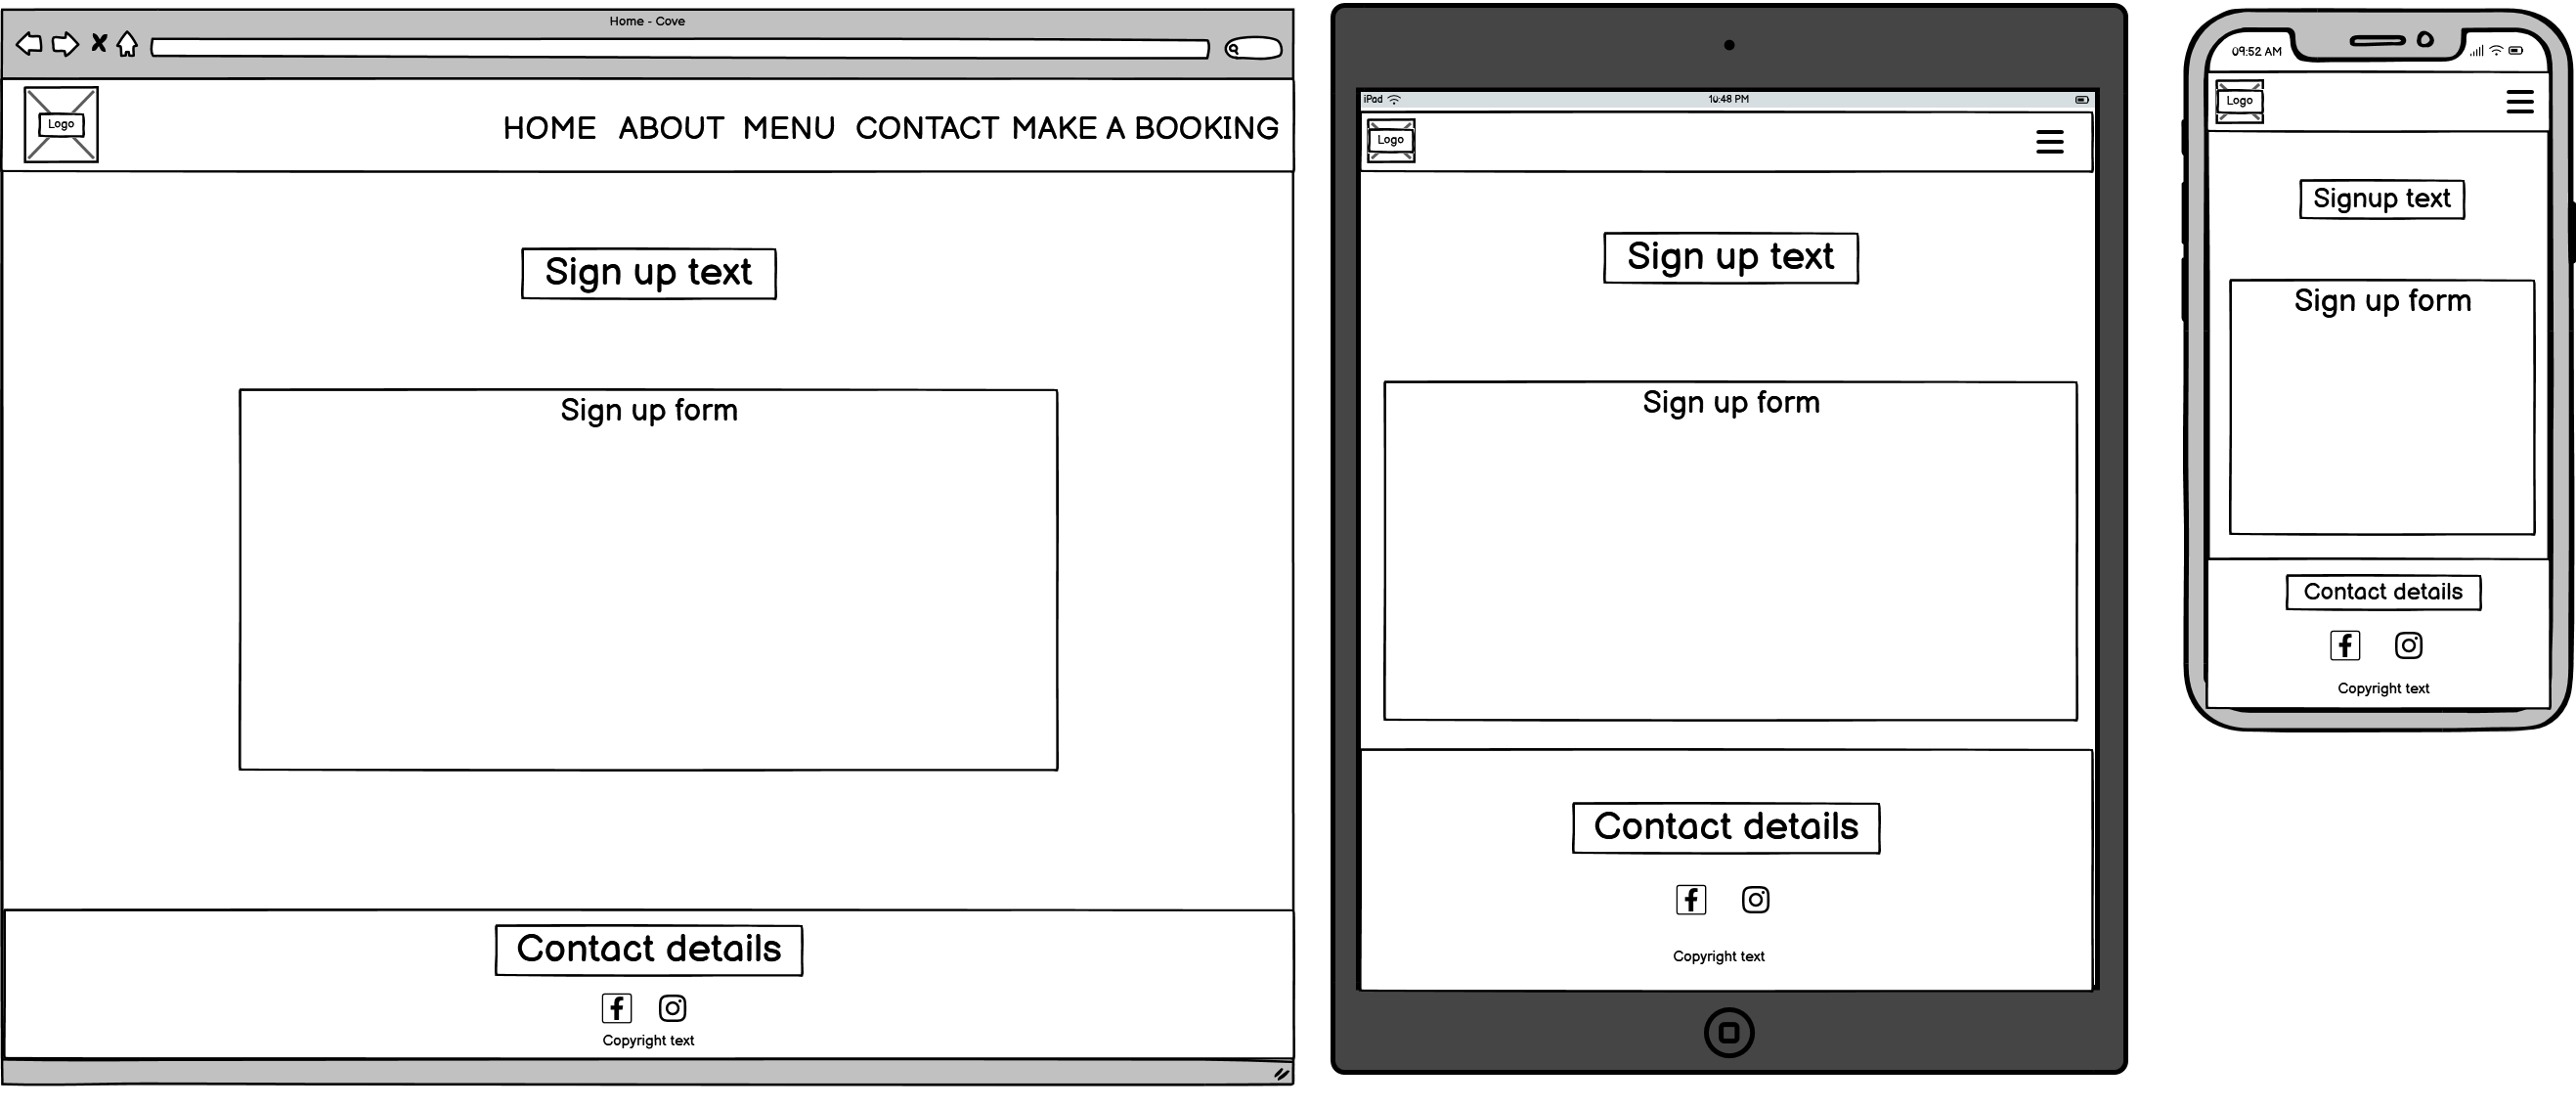 Home - Cove
Logo
HOME ABOUT MENU CONTACT MAKE A BOOKING
Sign up text
Sign up form
Contact details
Copyright text
iPad 10:48 PM
Logo
Sign up text
Sign up form
Contact details
Copyright text
09:52 AM
Logo
Signup text
Sign up form
Contact details
Copyright text